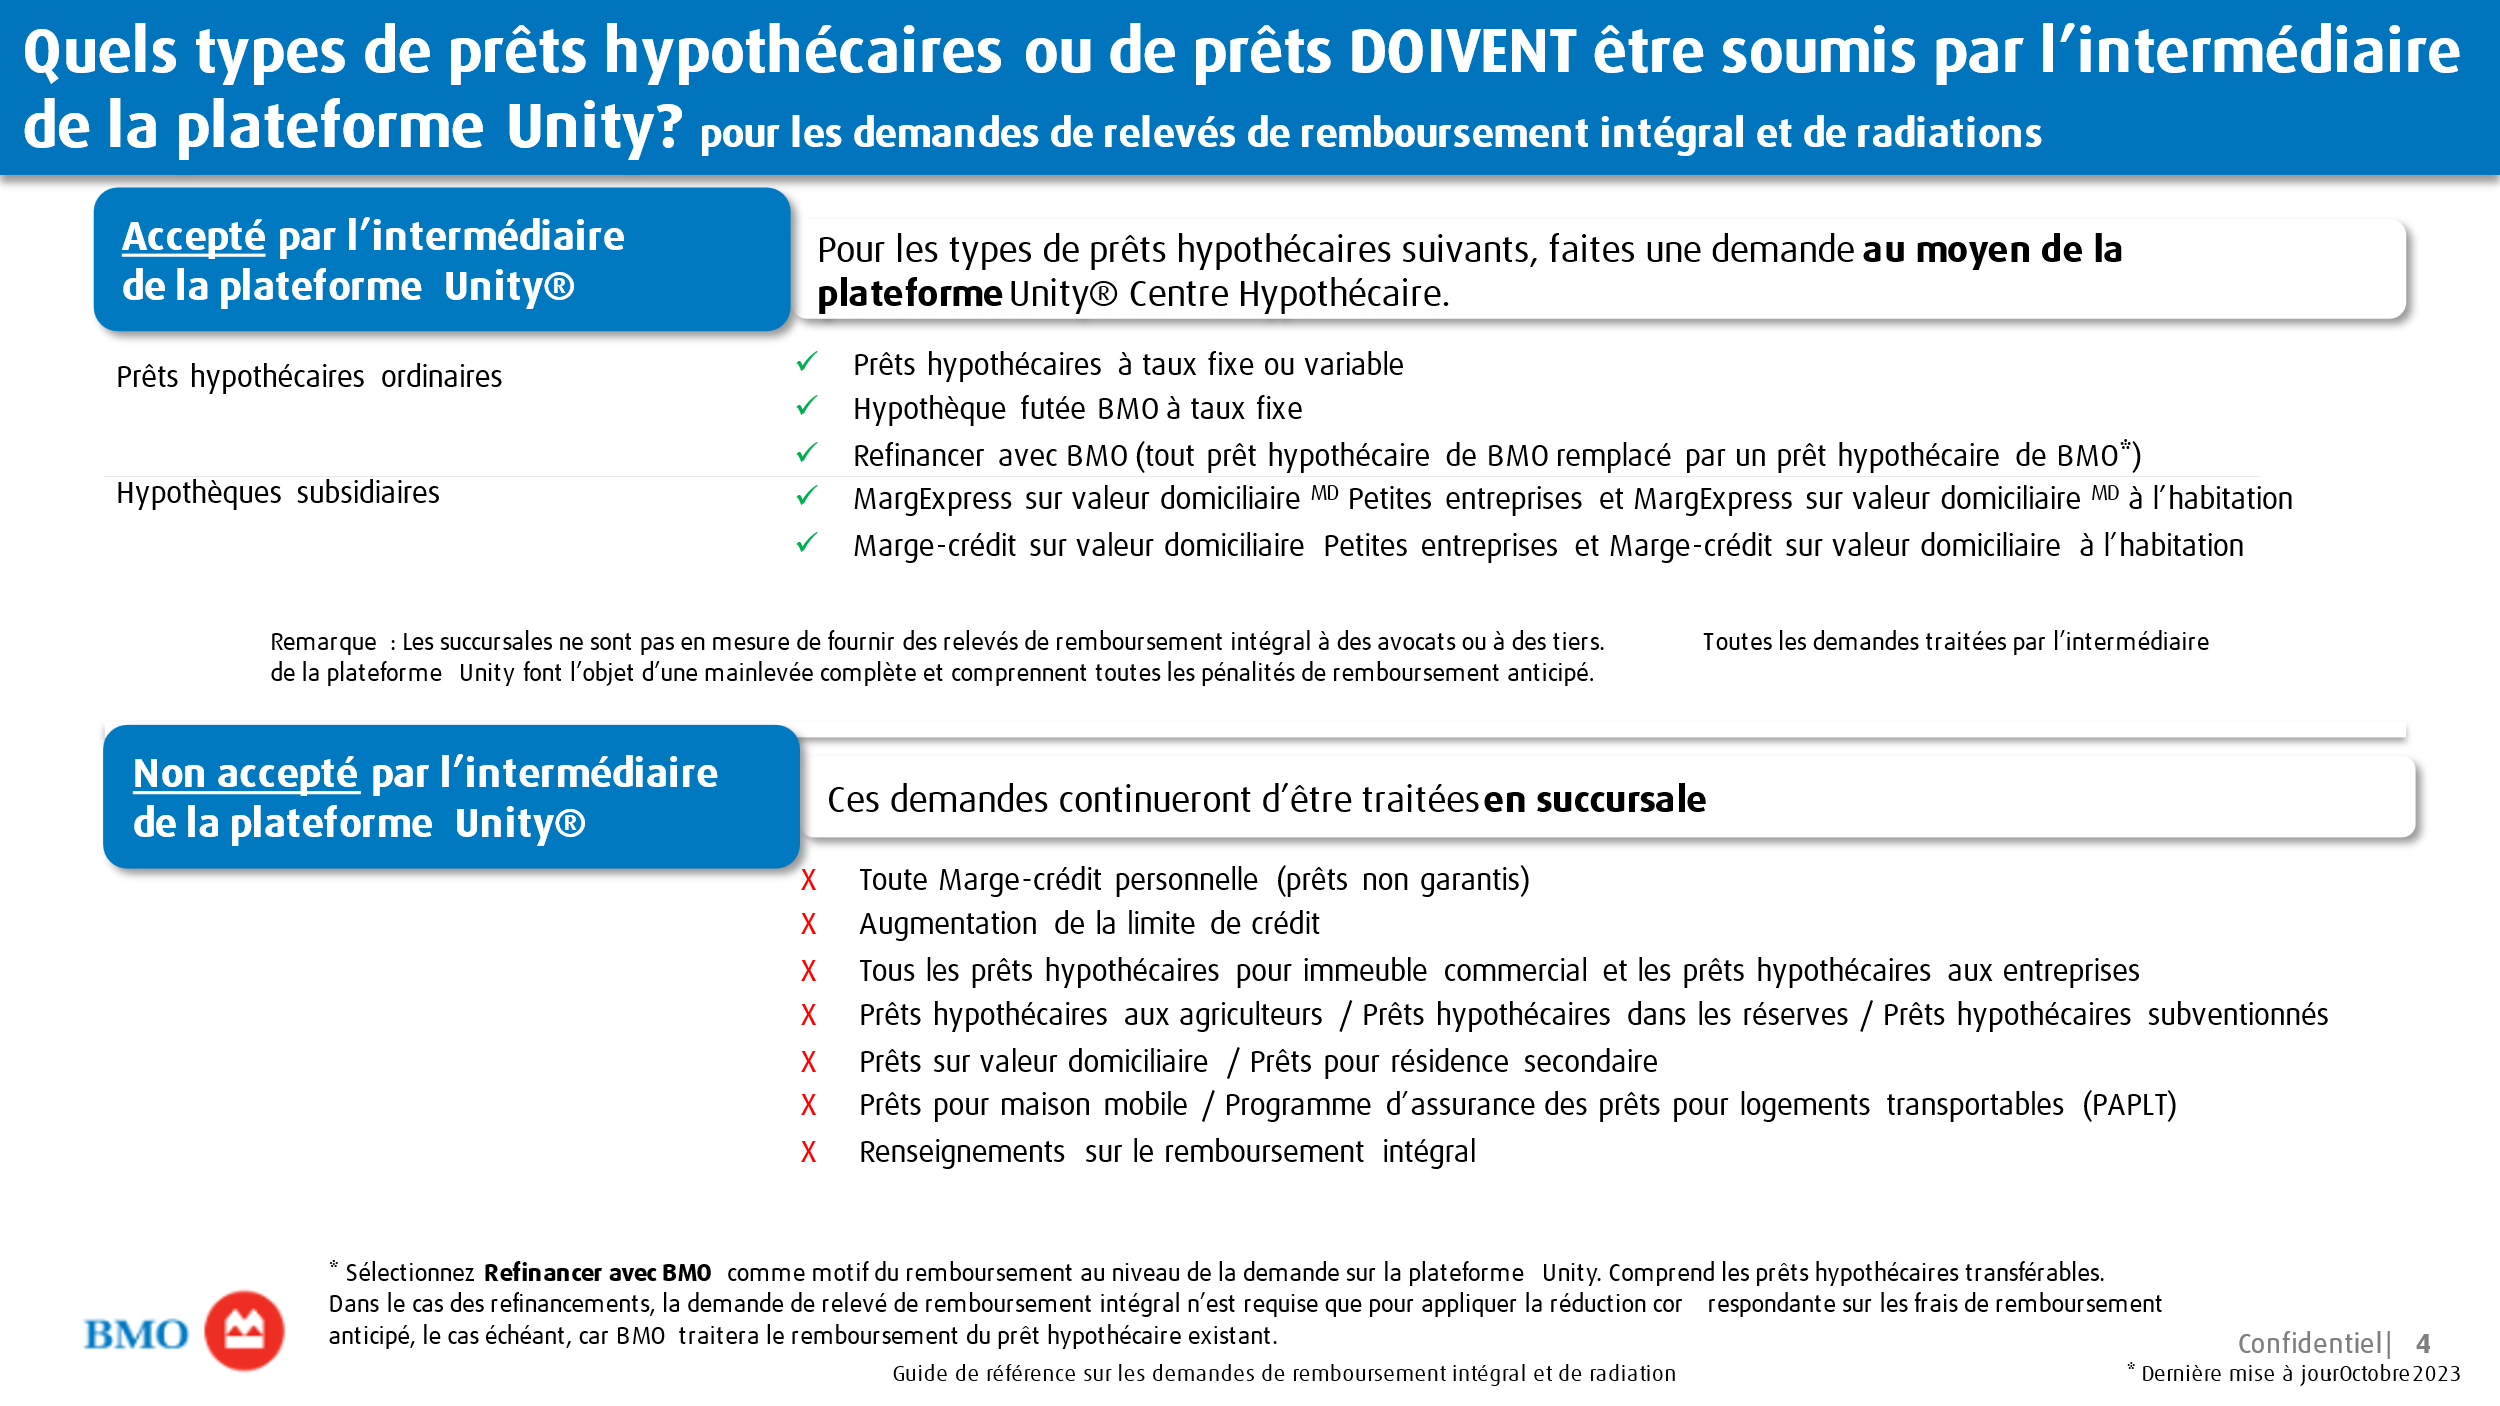 Quels types de prêts hypothécaires ou de prêts DOIVENT être soumis par l’intermédiaire
de la plateforme Unity? pour les demandes de relevés de remboursement intégral et de radiations
Accepté par l’intermédiaire
de la plateforme Unity®
Pour les types de prêts hypothécaires suivants, faites une demande au moyen de la
plateforme Unity® Centre Hypothécaire.
Prêts hypothécaires ordinaires
✓ Prêts hypothécaires à taux fixe ou variable
✓ Hypothèque futée BMO à taux fixe
✓ Refinancer avec BMO (tout prêt hypothécaire de BMO remplacé par un prêt hypothécaire de BMO*)
Hypothèques subsidiaires
✓ MargExpress sur valeur domiciliaire MD Petites entreprises et MargExpress sur valeur domiciliaire MD à l’habitation
✓ Marge-crédit sur valeur domiciliaire Petites entreprises et Marge-crédit sur valeur domiciliaire à l’habitation
Remarque : Les succursales ne sont pas en mesure de fournir des relevés de remboursement intégral à des avocats ou à des tiers. Toutes les demandes traitées par l’intermédiaire
de la plateforme Unity font l’objet d’une mainlevée complète et comprennent toutes les pénalités de remboursement anticipé.
Non accepté par l’intermédiaire
de la plateforme Unity®
Ces demandes continueront d’être traitées en succursale
X Toute Marge-crédit personnelle (prêts non garantis)
X Augmentation de la limite de crédit
X Tous les prêts hypothécaires pour immeuble commercial et les prêts hypothécaires aux entreprises
X Prêts hypothécaires aux agriculteurs / Prêts hypothécaires dans les réserves / Prêts hypothécaires subventionnés
X Prêts sur valeur domiciliaire / Prêts pour résidence secondaire
X Prêts pour maison mobile / Programme d’assurance des prêts pour logements transportables (PAPLT)
X Renseignements sur le remboursement intégral
* Sélectionnez Refinancer avec BMO comme motif du remboursement au niveau de la demande sur la plateforme Unity. Comprend les prêts hypothécaires transférables.
Dans le cas des refinancements, la demande de relevé de remboursement intégral n’est requise que pour appliquer la réduction cor respondante sur les frais de remboursement
anticipé, le cas échéant, car BMO traitera le remboursement du prêt hypothécaire existant.
BMO
Confidentiel| 4
Guide de référence sur les demandes de remboursement intégral et de radiation
* Dernière mise à jour: Octobre 2023